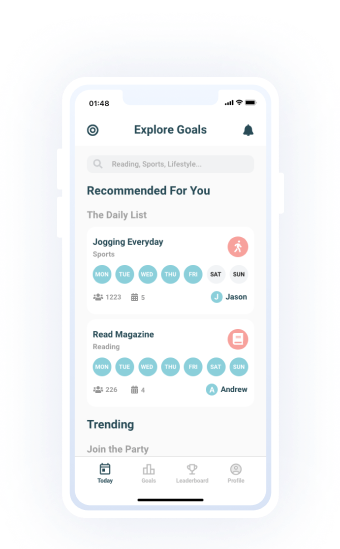 01:48
Explore Goals
Reading, Sports, Lifestyle...
Recommended For You
The Daily List
Jogging Everyday
Sports
MON TUE WED THU FRI SAT SUN
1223 5 J Jason
Read Magazine
Reading
MON TUE WED THU FRI SAT SUN
226 4 A Andrew
Trending
Join the Party
Today Goals Leaderboard Profile